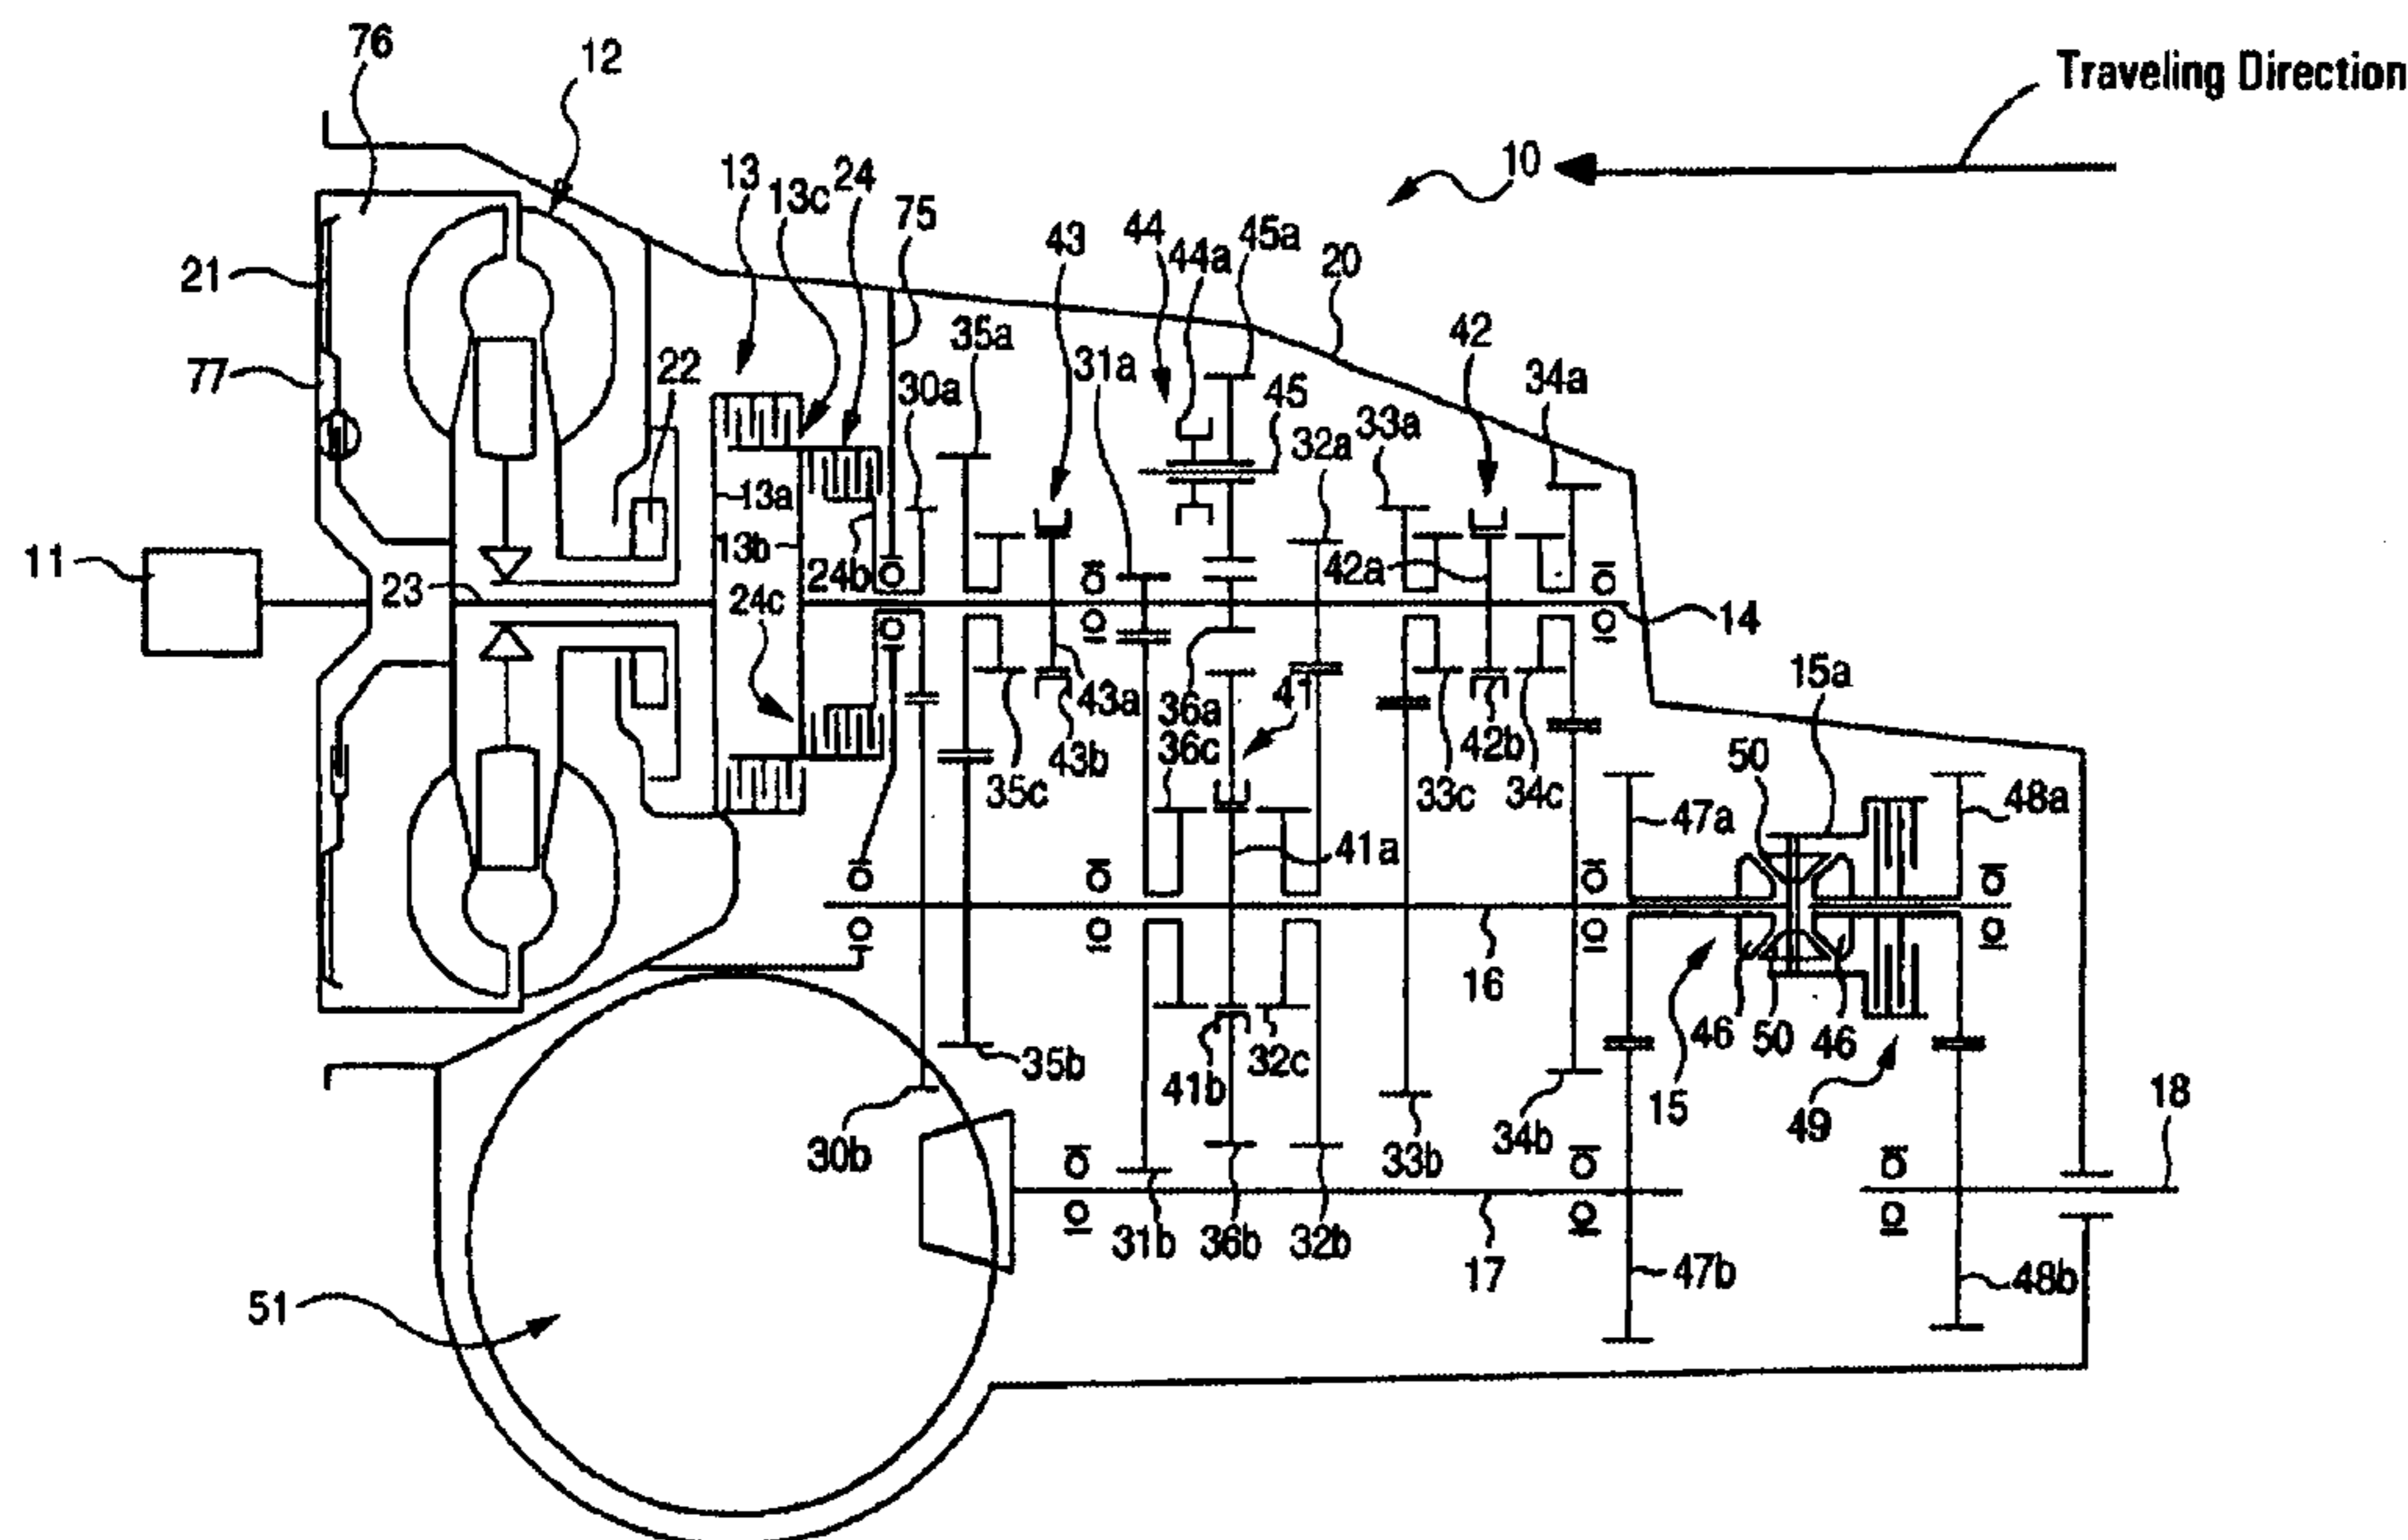 76
12
Traveling Direction
10
13
13c
24
75
43
44
44a
45a
20
21
35a
31a
42
34a
77
22
30a
45
33a
32a
13a
11
23
13b
24b
42a
24c
14
43a
36a
41
15a
36c
42b
50
35c
43b
33c
34c
47a
48a
41a
16
46
50
46
35b
41b
32c
15
49
18
30b
34b
33b
31b
36b
32b
17
47b
48b
51